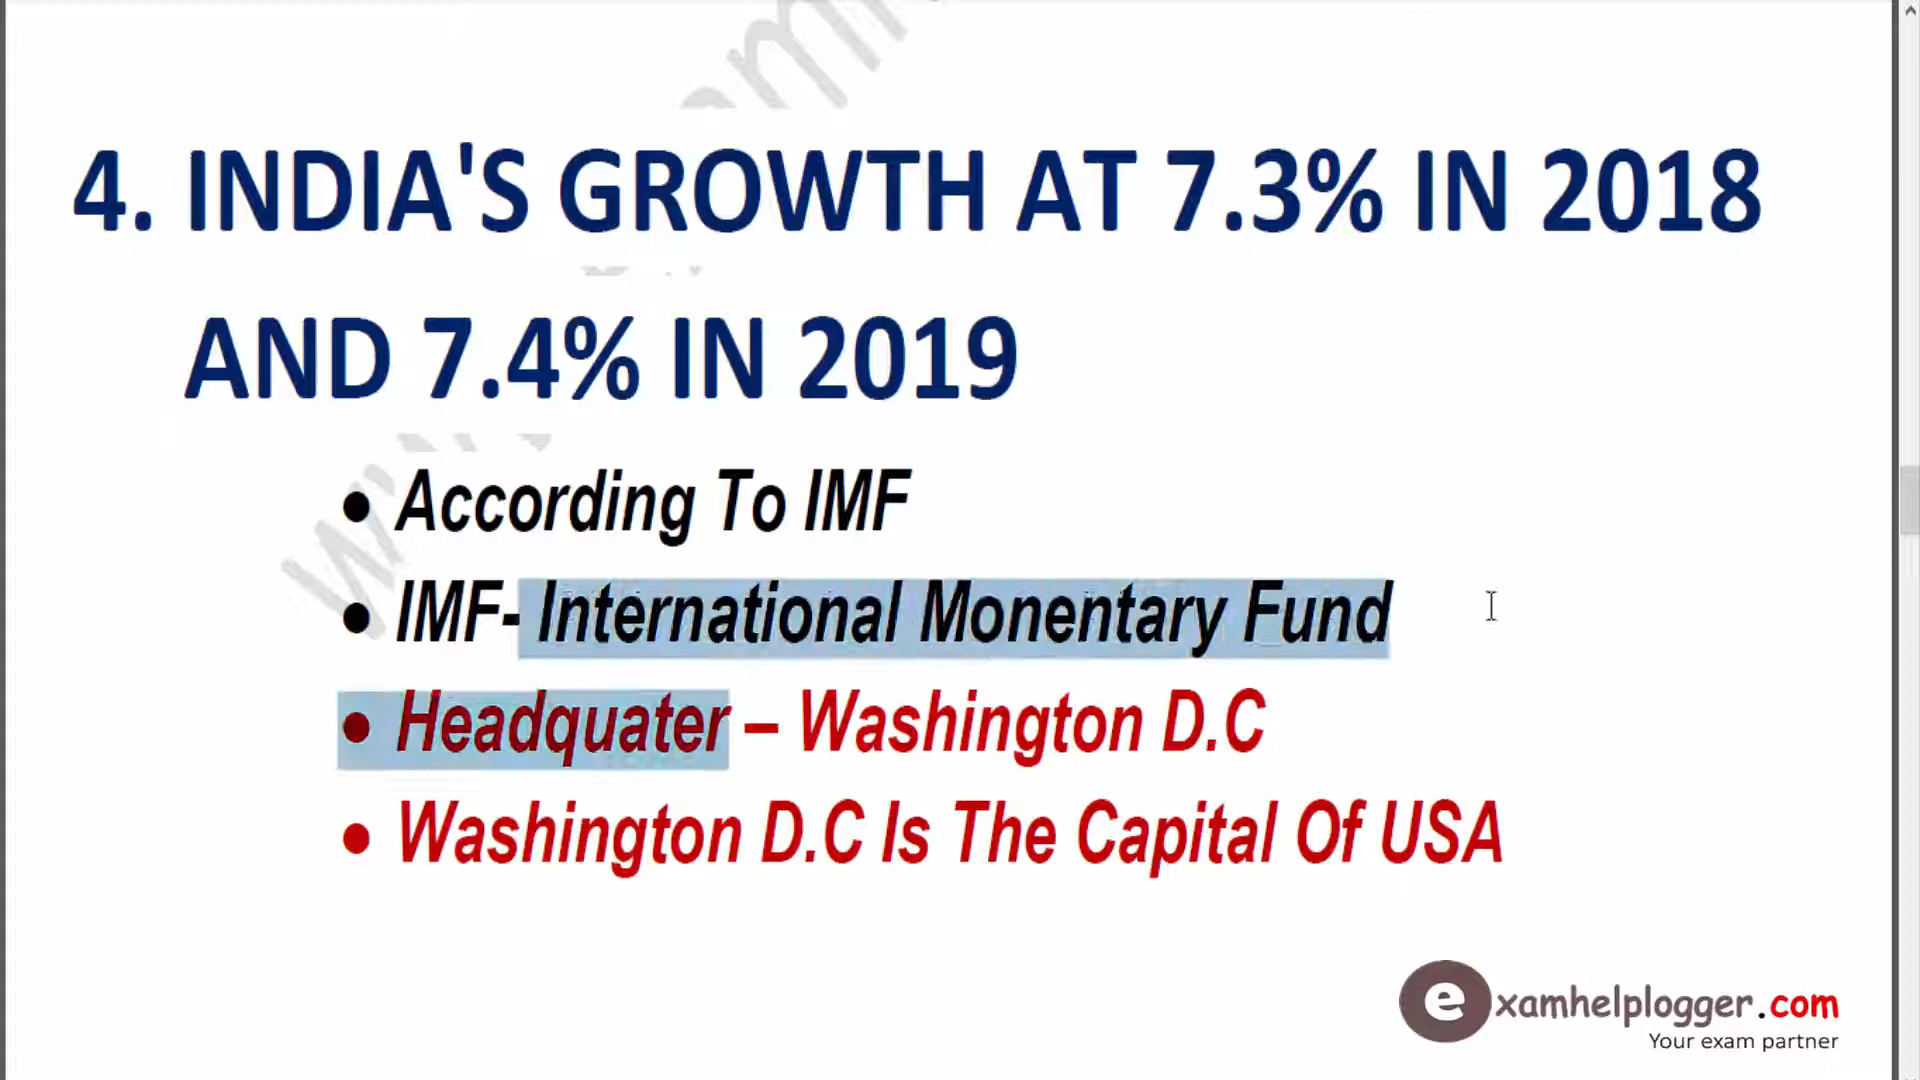 4. INDIA'S GROWTH AT 7.3% IN 2018
AND 7.4% IN 2019
• According To IMF
• IMF- International Monentary Fund
• Headquater – Washington D.C
• Washington D.C Is The Capital Of USA
examhelplogger.com
Your exam partner